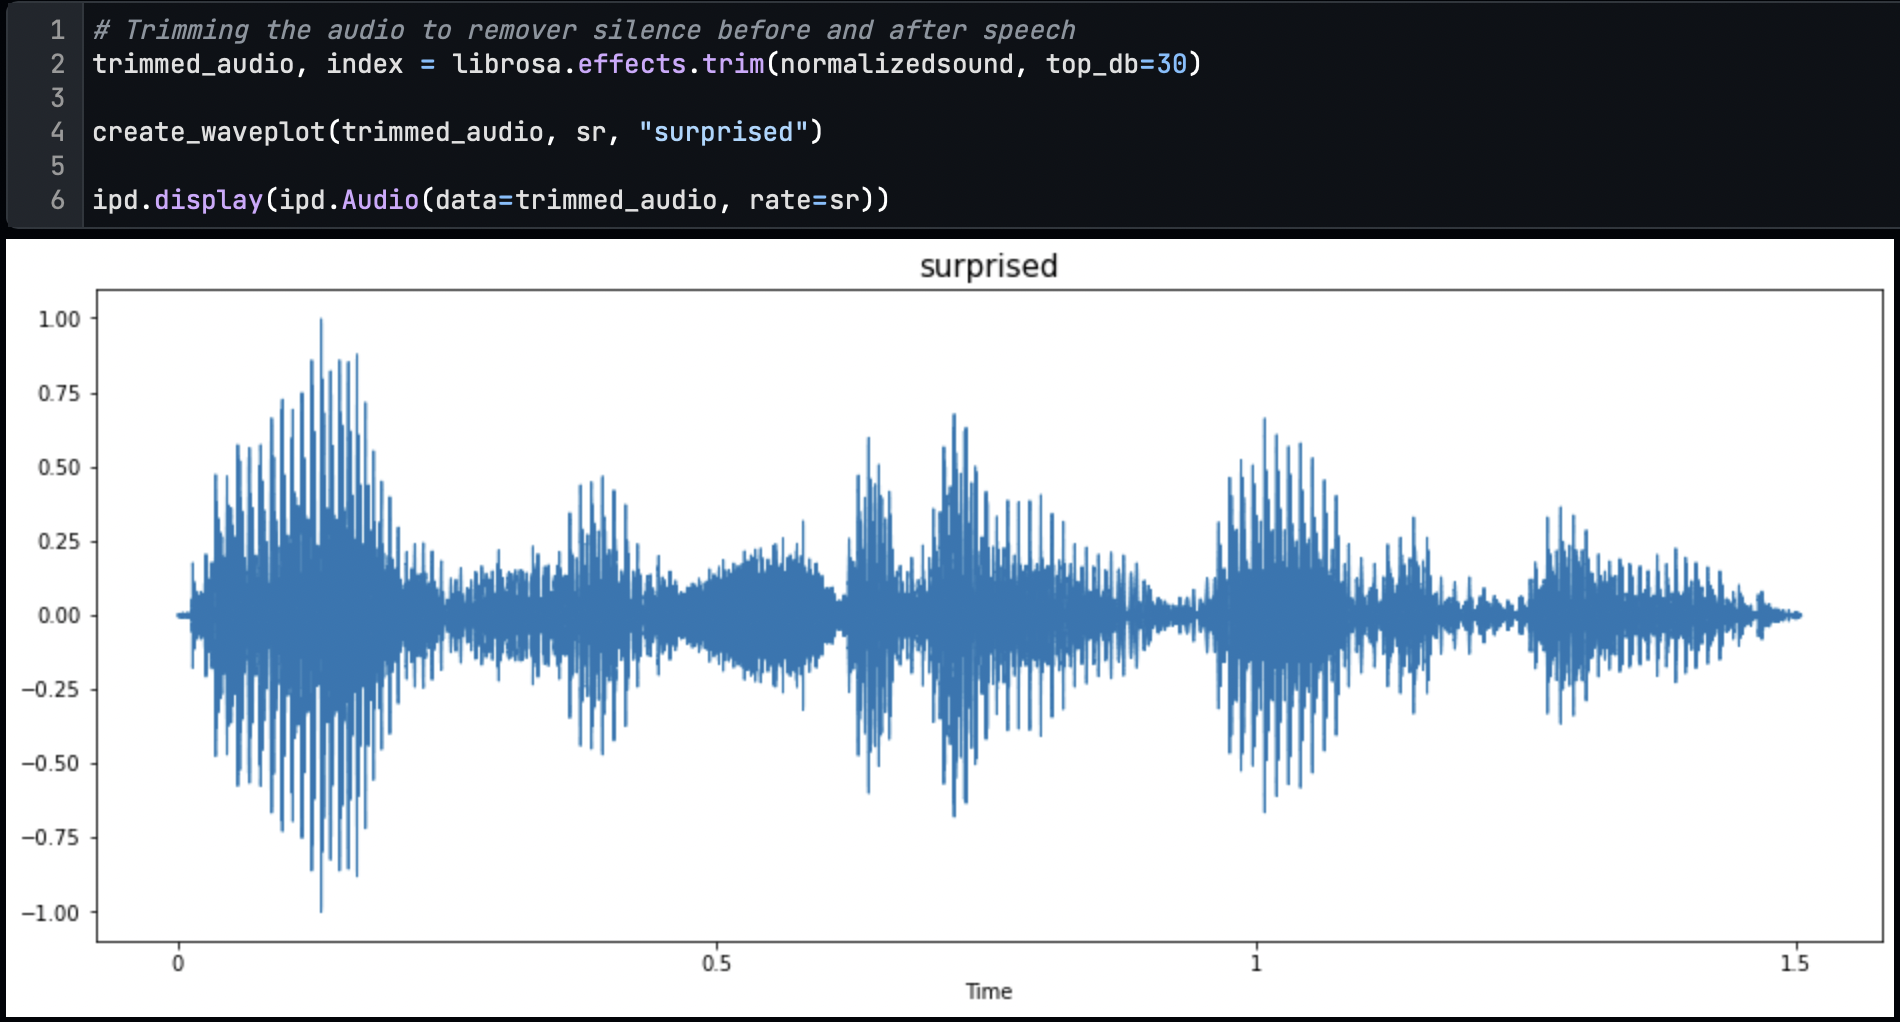 1 # Trimming the audio to remover silence before and after speech
2 trimmed_audio, index = librosa.effects.trim(normalizedsound, top_db=30)
3
4 create_waveplot(trimmed_audio, sr, "surprised")
5
6 ipd.display(ipd.Audio(data=trimmed_audio, rate=sr))
surprised
1.00
0.75
0.50
0.25
0.00
−0.25
−0.50
−0.75
−1.00
0 0.5 1 1.5
Time